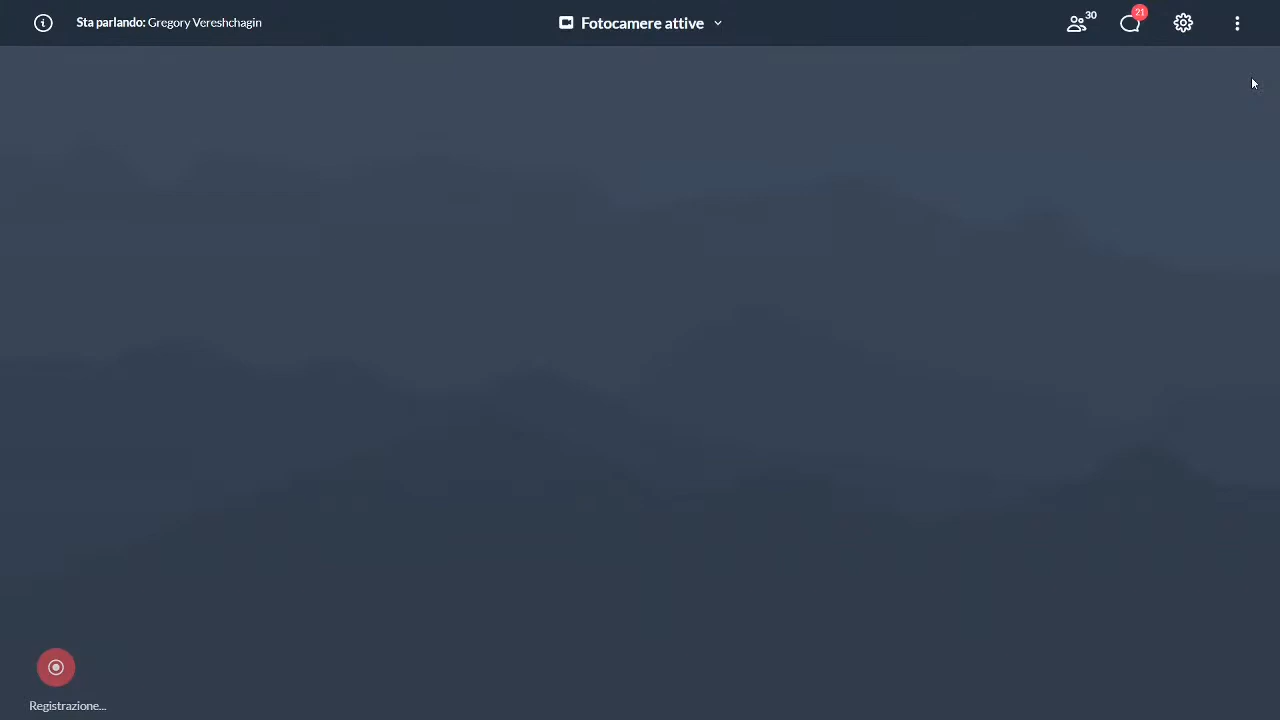 Sta parlando: Gregory Vereshchagin
Fotocamere attive
30
21
Registrazione...